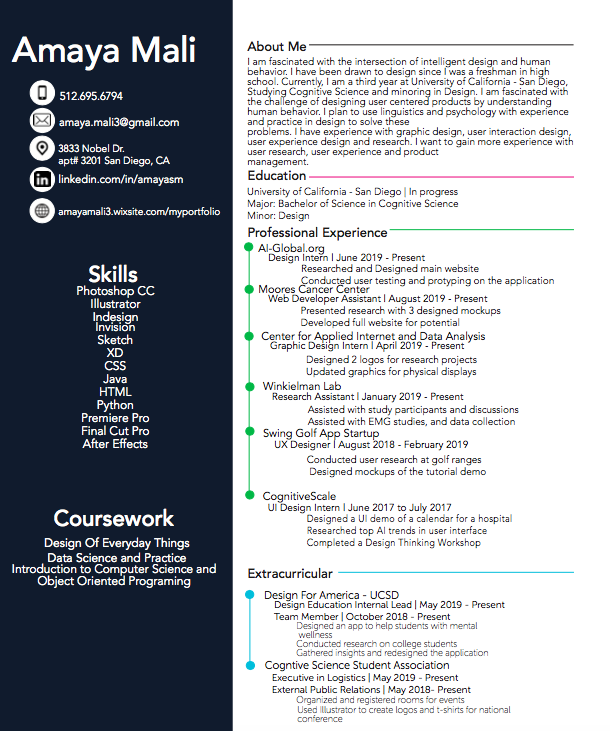 Amaya Mali
512.695.6794
amaya.mali3@gmail.com
3833 Nobel Dr.
apt# 3201 San Diego, CA
linkedin.com/in/amayasm
amayamali3.wixsite.com/myportfolio
Skills
Photoshop CC
Illustrator
Indesign
Invision
Sketch
XD
CSS
Java
HTML
Python
Premiere Pro
Final Cut Pro
After Effects
Coursework
Design Of Everyday Things
Data Science and Practice
Introduction to Computer Science and
Object Oriented Programing
About Me
I am fascinated with the intersection of intelligent design and human
behavior. I have been drawn to design since I was a freshman in high
school. Currently, I am a third year at University of California - San Diego,
Studying Cognitive Science and minoring in Design. I am fascinated with
the challenge of designing user centered products by understanding
human behavior. I plan to use linguistics and psychology with experience
and practice in design to solve these
problems. I have experience with graphic design, user interaction design,
user experience design and research. I want to gain more experience with
user research, user experience and product
management.
Education
University of California - San Diego | In progress
Major: Bachelor of Science in Cognitive Science
Minor: Design
Professional Experience
AI-Global.org
Design Intern | June 2019 - Present
Researched and Designed main website
Conducted user testing and protyping on the application
Moores Cancer Center
Web Developer Assistant | August 2019 - Present
Presented research with 3 designed mockups
Developed full website for potential
Center for Applied Internet and Data Analysis
Graphic Design Intern | April 2019 - Present
Designed 2 logos for research projects
Updated graphics for physical displays
Winkielman Lab
Research Assistant | January 2019 - Present
Assisted with study participants and discussions
Assisted with EMG studies, and data collection
Swing Golf App Startup
UX Designer | August 2018 - February 2019
Conducted user research at golf ranges
Designed mockups of the tutorial demo
CognitiveScale
UI Design Intern | June 2017 to July 2017
Designed a UI demo of a calendar for a hospital
Researched top AI trends in user interface
Completed a Design Thinking Workshop
Extracurricular
Design For America - UCSD
Design Education Internal Lead | May 2019 - Present
Team Member | October 2018 - Present
Designed an app to help students with mental
wellness
Conducted research on college students
Gathered insights and redesigned the application
Cogntive Science Student Association
Executive in Logistics | May 2019 - Present
External Public Relations | May 2018- Present
Organized and registered rooms for events
Used Illustrator to create logos and t-shirts for national
conference